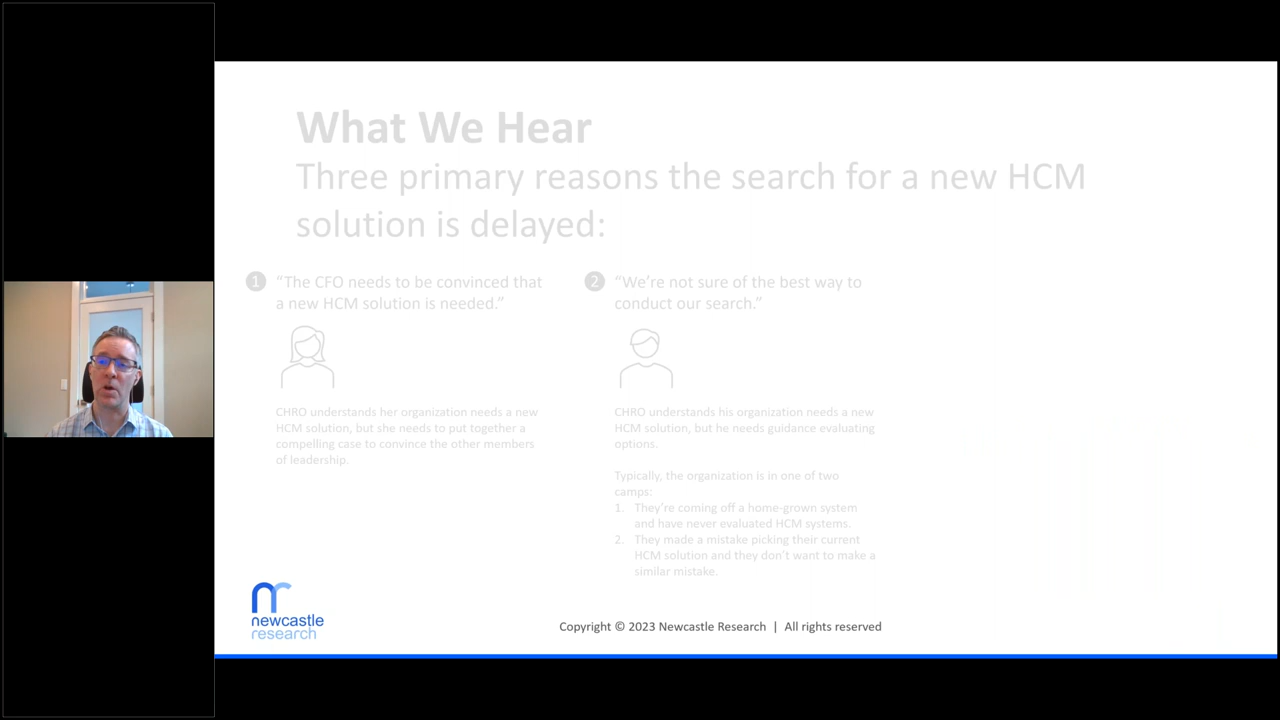 What We Hear
Three primary reasons the search for a new HCM
solution is delayed:
1 “The CFO needs to be convinced that
a new HCM solution is needed.”
CHRO understands her organization needs a new
HCM solution, but she needs to put together a
compelling case to convince the other members
of leadership.
2 “We’re not sure of the best way to
conduct our search.”
CHRO understands his organization needs a new
HCM solution, but he needs guidance evaluating
options.
Typically, the organization is in one of two
camps:
1. They’re coming off a home-grown system
and have never evaluated HCM systems.
2. They made a mistake picking their current
HCM solution and they don’t want to make a
similar mistake.
newcastle
research
Copyright © 2023 Newcastle Research | All rights reserved